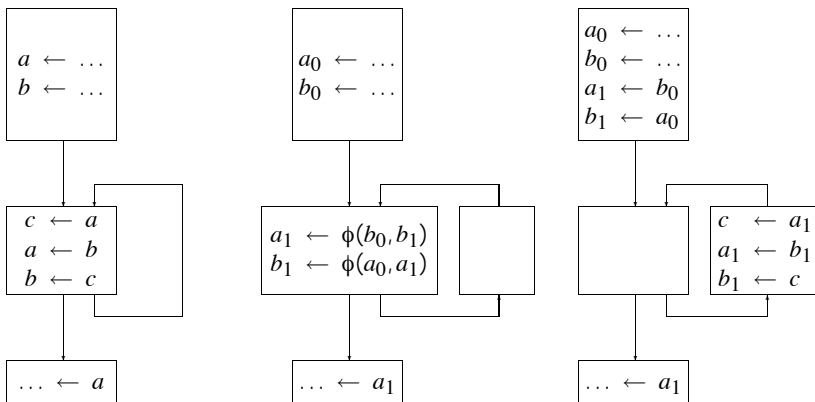 a ← ...
b ← ...
c ← a
a ← b
b ← c
... ← a
a₀ ← ...
b₀ ← ...
a₁ ← ϕ(b₀, b₁)
b₁ ← ϕ(a₀, a₁)
... ← a₁
a₀ ← ...
b₀ ← ...
a₁ ← b₀
b₁ ← a₀
c ← a₁
a₁ ← b₁
b₁ ← c
... ← a₁